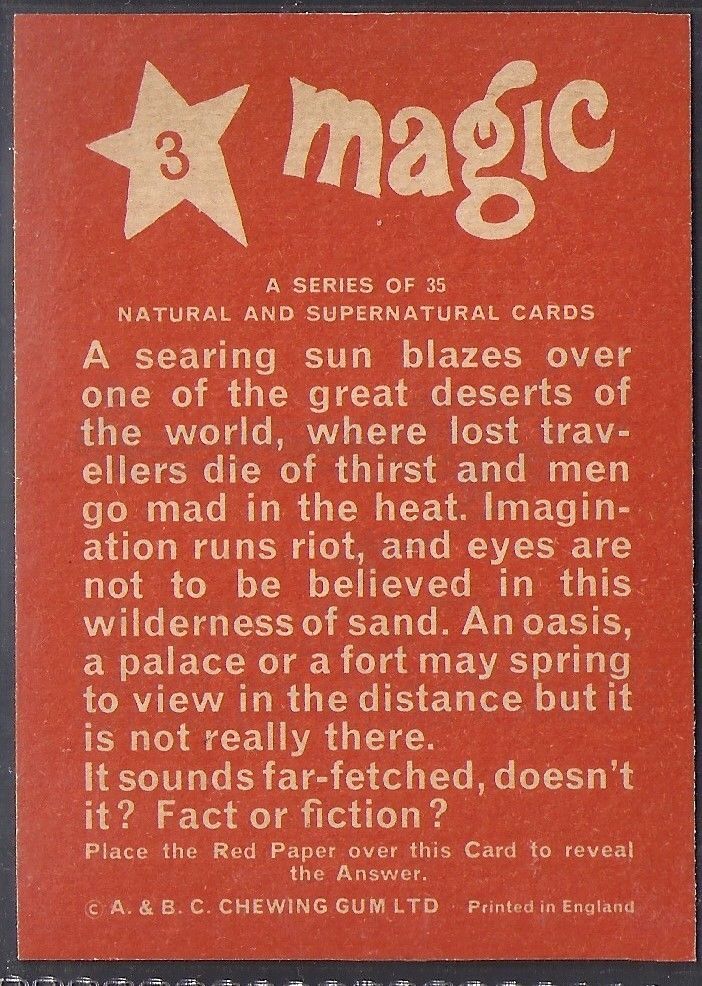 3 magic
A SERIES OF 35
NATURAL AND SUPERNATURAL CARDS
A searing sun blazes over
one of the great deserts of
the world, where lost trav-
ellers die of thirst and men
go mad in the heat. Imagin-
ation runs riot, and eyes are
not to be believed in this
wilderness of sand. An oasis,
a palace or a fort may spring
to view in the distance but it
is not really there.
It sounds far-fetched, doesn't
it? Fact or fiction?
Place the Red Paper over this Card to reveal
the Answer.
© A. & B. C. CHEWING GUM LTD Printed in England